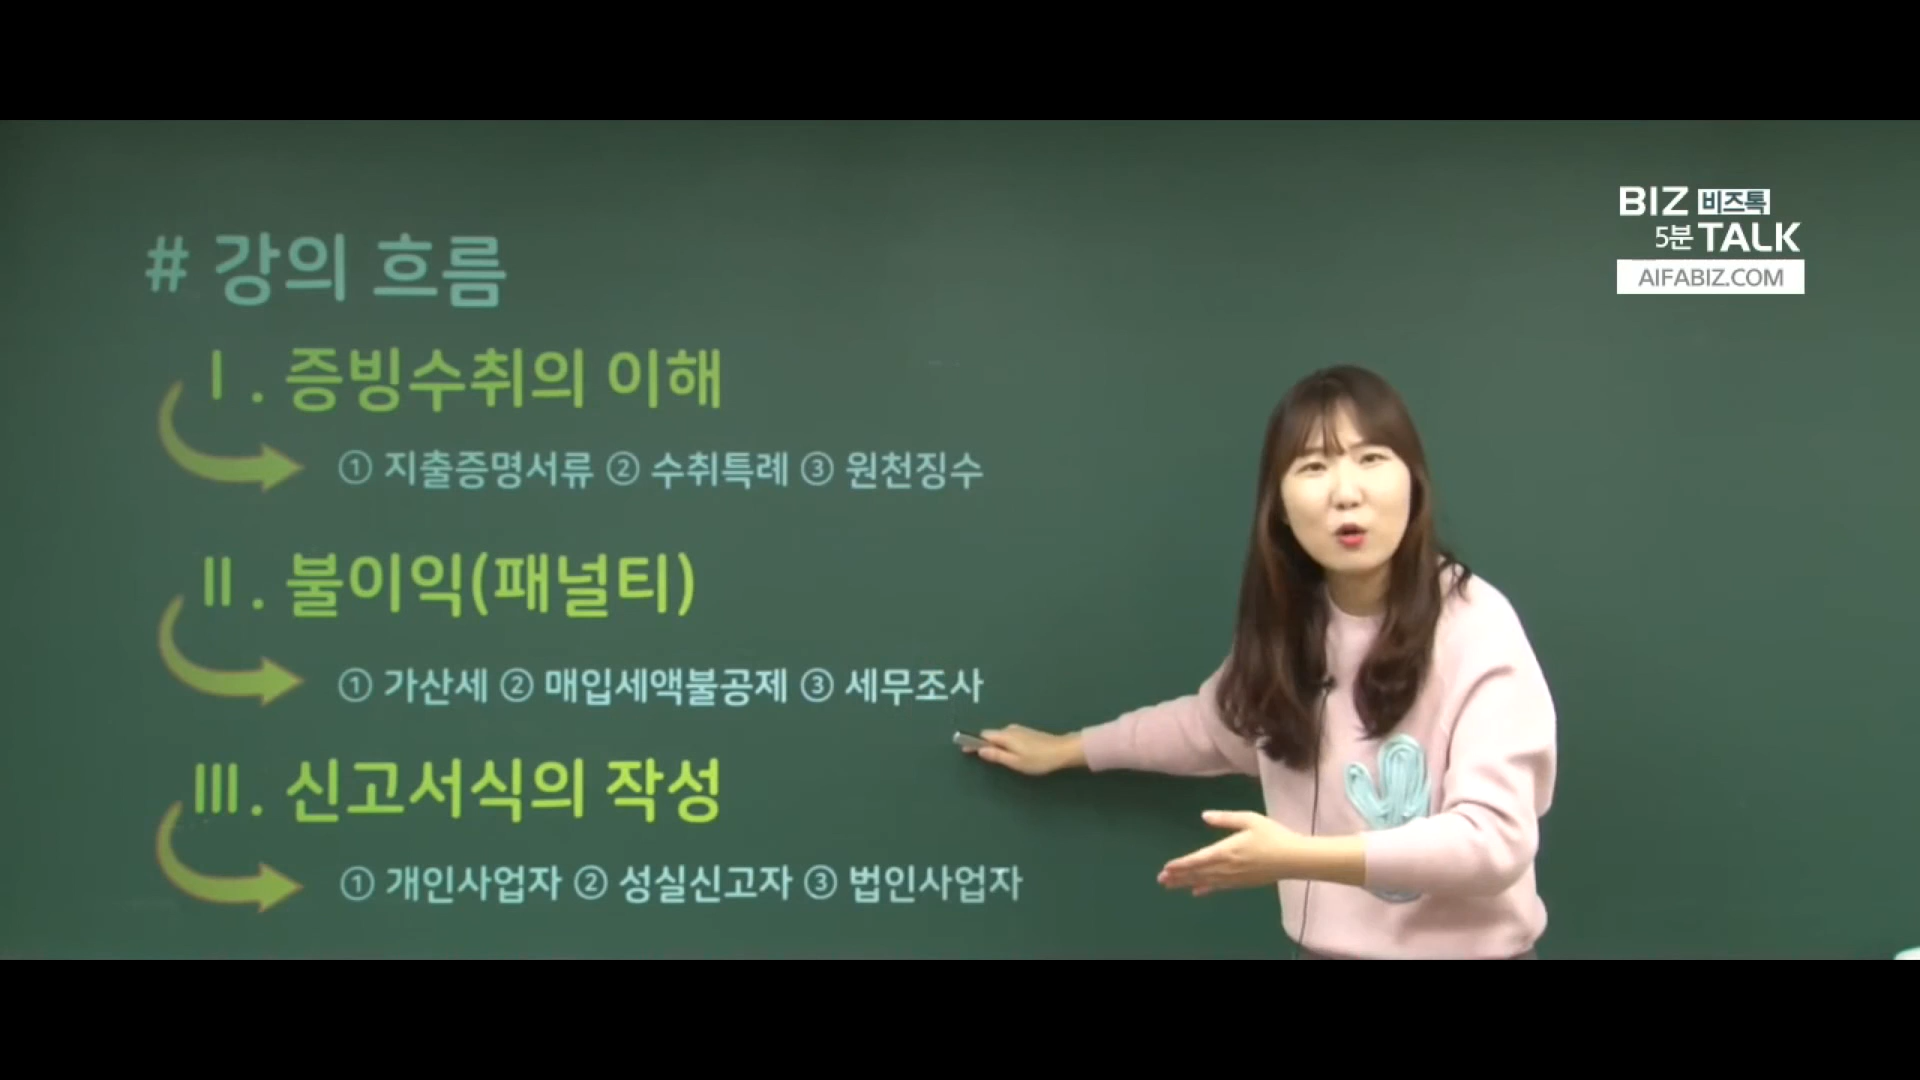 # 강의 흐름
Ⅰ. 증빙수취의 이해
① 지출증명서류 ② 수취특례 ③ 원천징수
Ⅱ. 불이익(패널티)
① 가산세 ② 매입세액불공제 ③ 세무조사
Ⅲ. 신고서식의 작성
① 개인사업자 ② 성실신고자 ③ 법인사업자
BIZ 비즈톡
5분 TALK
AIFABIZ.COM